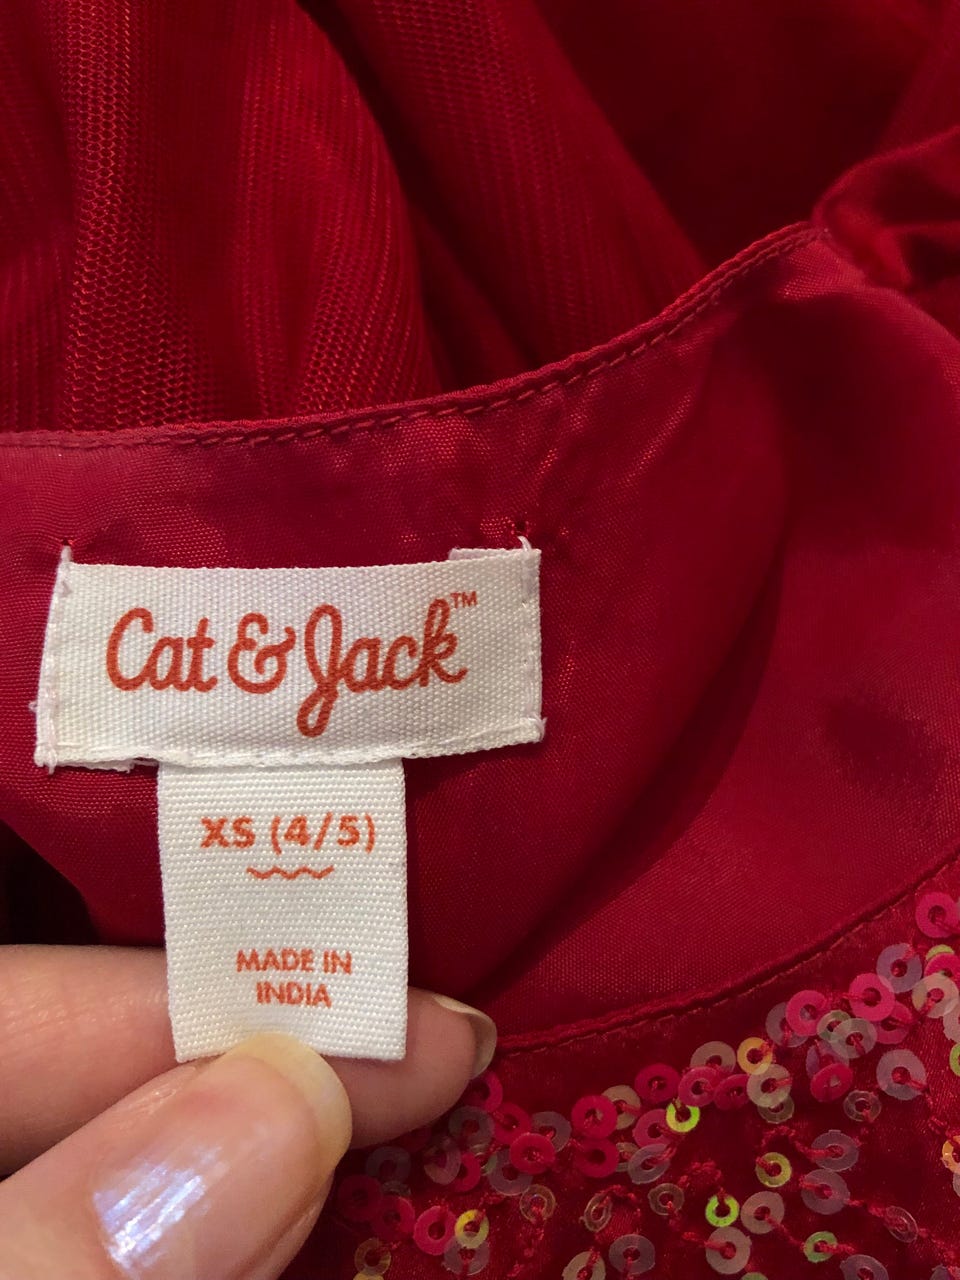 Cat & Jack™
XS (4/5)
MADE IN
INDIA